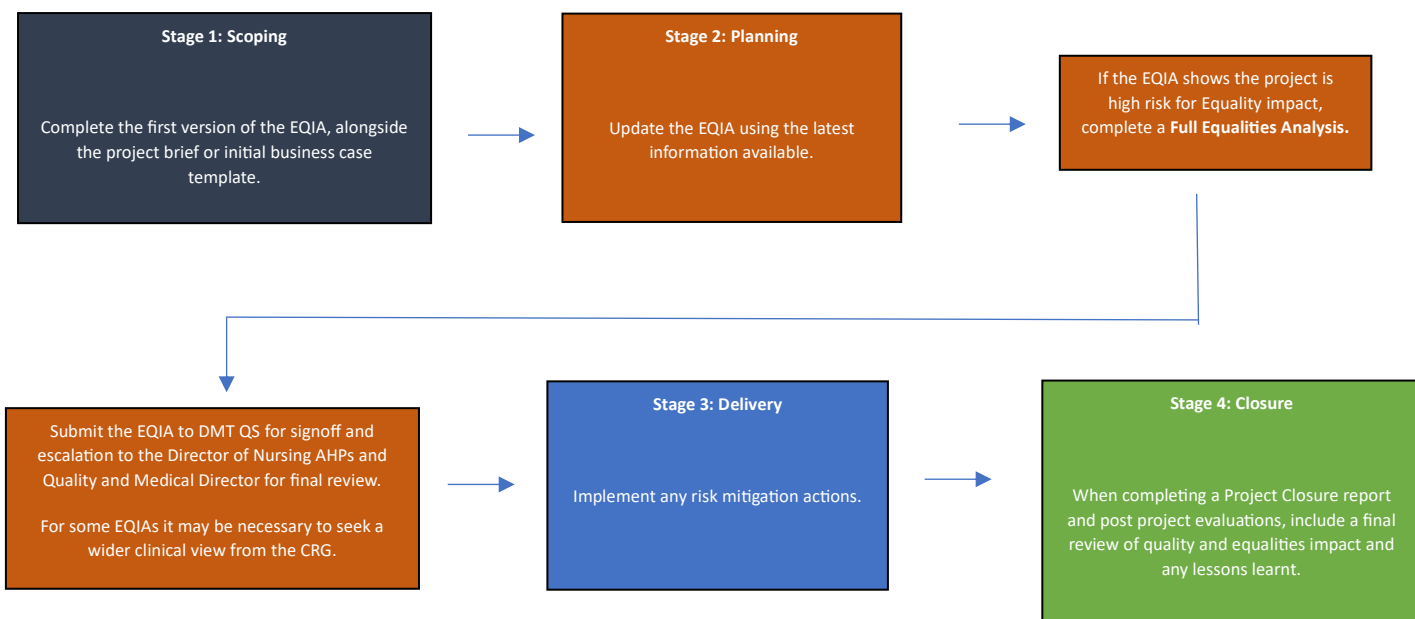 Stage 1: Scoping
Complete the first version of the EQIA, alongside
the project brief or initial business case
template.
Stage 2: Planning
Update the EQIA using the latest
information available.
If the EQIA shows the project is
high risk for Equality impact,
complete a Full Equalities Analysis.
Submit the EQIA to DMT QS for signoff and
escalation to the Director of Nursing AHPs and
Quality and Medical Director for final review.
For some EQIAs it may be necessary to seek a
wider clinical view from the CRG.
Stage 3: Delivery
Implement any risk mitigation actions.
Stage 4: Closure
When completing a Project Closure report
and post project evaluations, include a final
review of quality and equalities impact and
any lessons learnt.